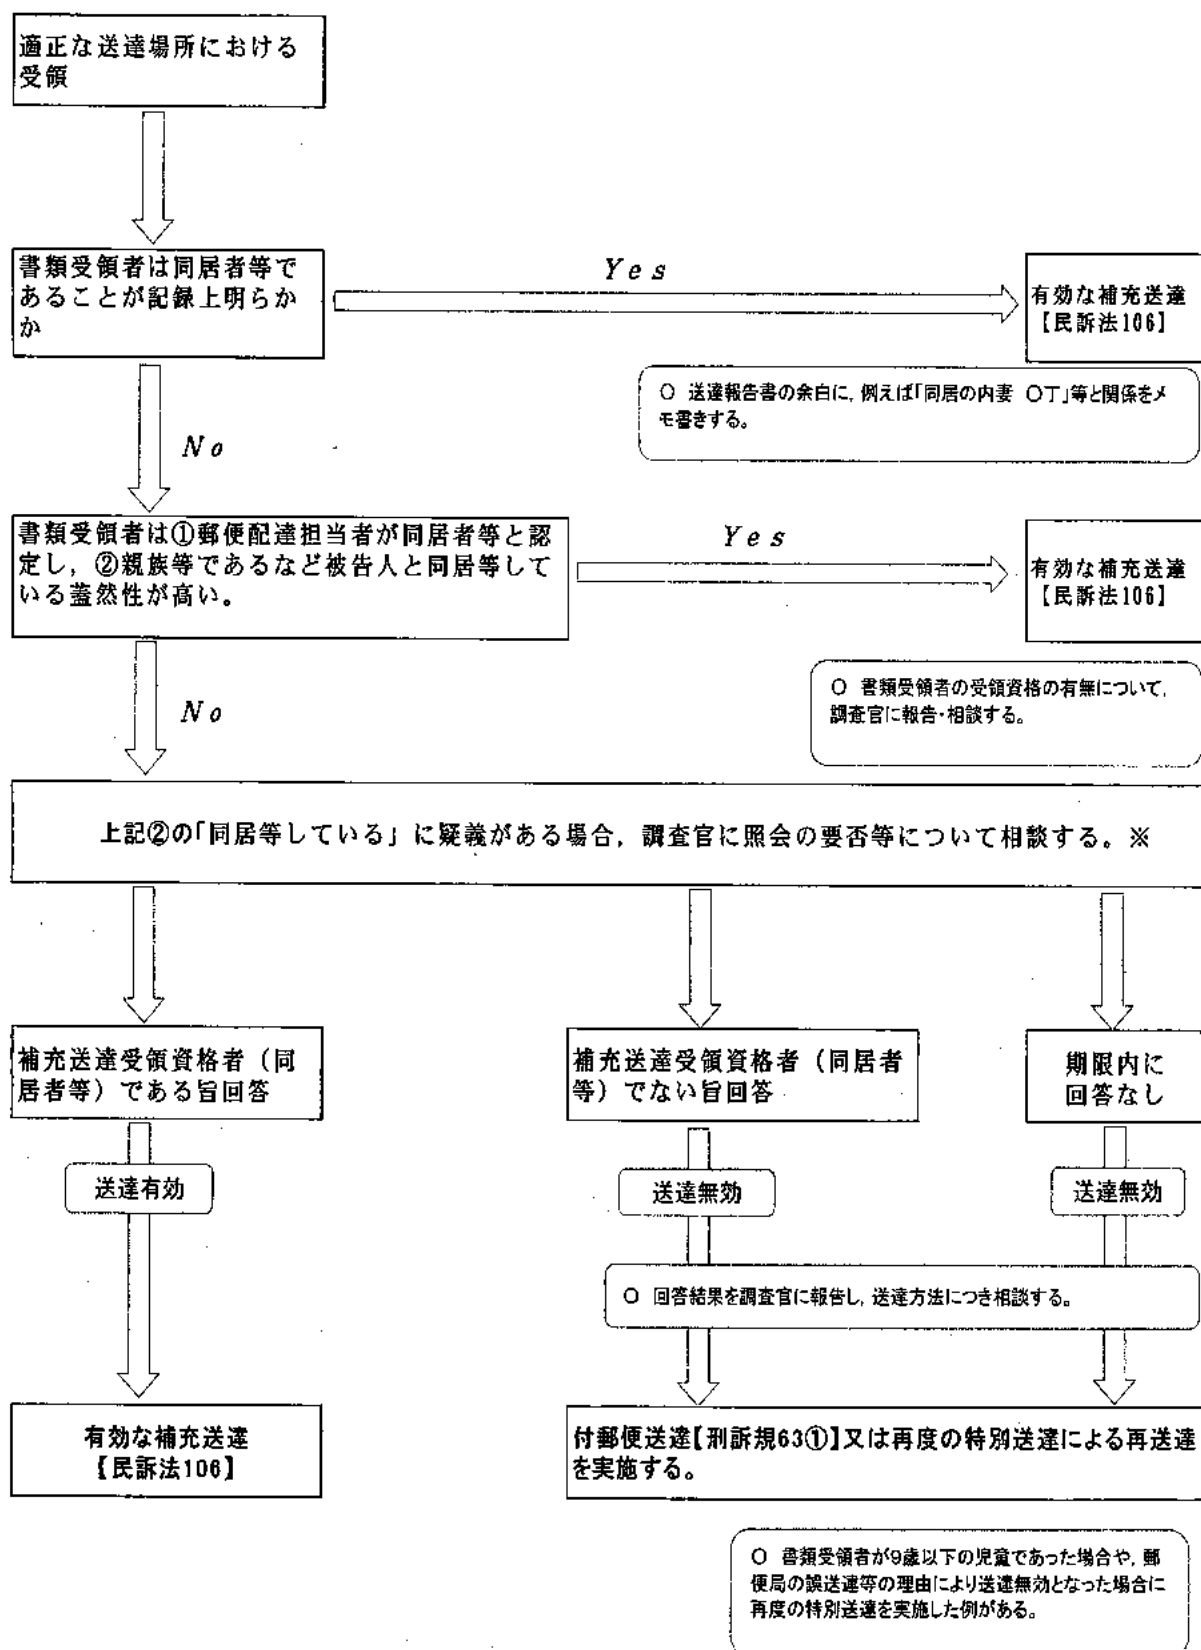 適正な送達場所における
受領
書類受領者は同居者等で
あることが記録上明らか
か
Yes
有効な補充送達
【民訴法106】
○ 送達報告書の余白に，例えば「同居の内妻 ○丁」等と関係をメ
モ書きする。
No
書類受領者は①郵便配達担当者が同居者等と認
定し，②親族等であるなど被告人と同居等して
いる蓋然性が高い。
Yes
有効な補充送達
【民訴法106】
○ 書類受領者の受領資格の有無について，
調査官に報告・相談する。
No
上記②の「同居等している」に疑義がある場合，調査官に照会の要否等について相談する。※
補充送達受領資格者（同
居者等）である旨回答
補充送達受領資格者（同居者
等）でない旨回答
期限内に
回答なし
送達有効
送達無効
送達無効
○ 回答結果を調査官に報告し，送達方法につき相談する。
有効な補充送達
【民訴法106】
付郵便送達【刑訴規63①】又は再度の特別送達による再送達
を実施する。
○ 書類受領者が9歳以下の児童であった場合や，郵
便局の誤送達等の理由により送達無効となった場合に
再度の特別送達を実施した例がある。